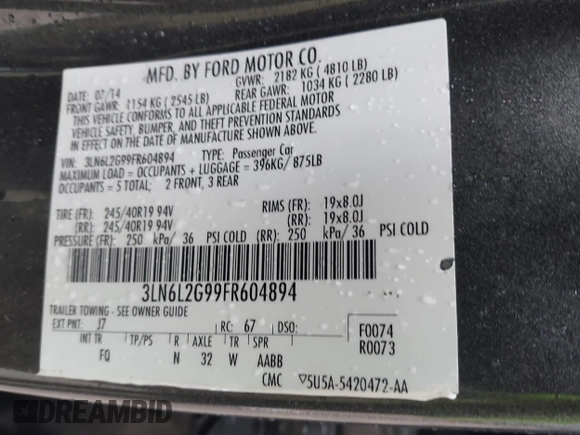 MFD. BY FORD MOTOR CO.
DATE: 07/14 GVWR: 2182 KG ( 4810 LB)
FRONT GAWR: 1154 KG ( 2545 LB) REAR GAWR: 1034 KG ( 2280 LB)
THIS VEHICLE CONFORMS TO ALL APPLICABLE FEDERAL MOTOR
VEHICLE SAFETY, BUMPER, AND THEFT PREVENTION STANDARDS
IN EFFECT ON THE DATE OF MANUFACTURE SHOWN ABOVE.
VIN: 3LN6L2G99FR604894 TYPE: Passenger Car
MAXIMUM LOAD = OCCUPANTS + LUGGAGE = 396KG/ 875LB
OCCUPANTS = 5 TOTAL; 2 FRONT, 3 REAR
TIRE (FR): 245/40R19 94V RIMS (FR): 19x8.0J
(RR): 245/40R19 94V (RR): 19x8.0J
PRESSURE (FR): 250 kPa/ 36 PSI COLD (RR): 250 kPa/ 36 PSI COLD
3LN6L2G99FR604894
TRAILER TOWING - SEE OWNER GUIDE
EXT PNT: J7 RC: 67 DSO: F0074
INT TR TP/PS R AXLE TR SPR R0073
FQ N 32 W AABB
CMC ▽5U5A-5420472-AA
DREAMBID